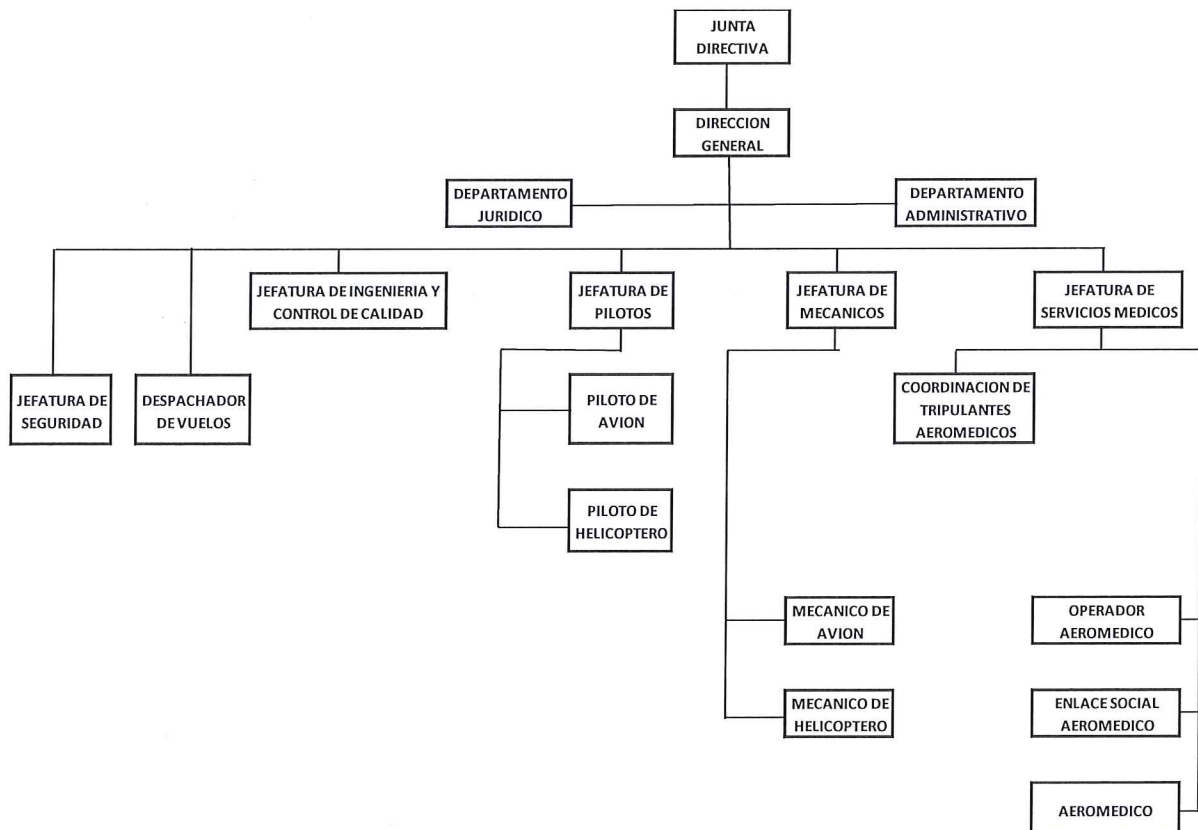 JUNTA
DIRECTIVA
DIRECCION
GENERAL
DEPARTAMENTO
JURIDICO
DEPARTAMENTO
ADMINISTRATIVO
JEFATURA DE INGENIERIA Y
CONTROL DE CALIDAD
JEFATURA DE
PILOTOS
JEFATURA DE
MECANICOS
JEFATURA DE
SERVICIOS MEDICOS
JEFATURA DE
SEGURIDAD
DESPACHADOR
DE VUELOS
PILOTO DE
AVION
COORDINACION DE
TRIPULANTES
AEROMEDICOS
PILOTO DE
HELICOPTERO
MECANICO DE
AVION
OPERADOR
AEROMEDICO
MECANICO DE
HELICOPTERO
ENLACE SOCIAL
AEROMEDICO
AEROMEDICO